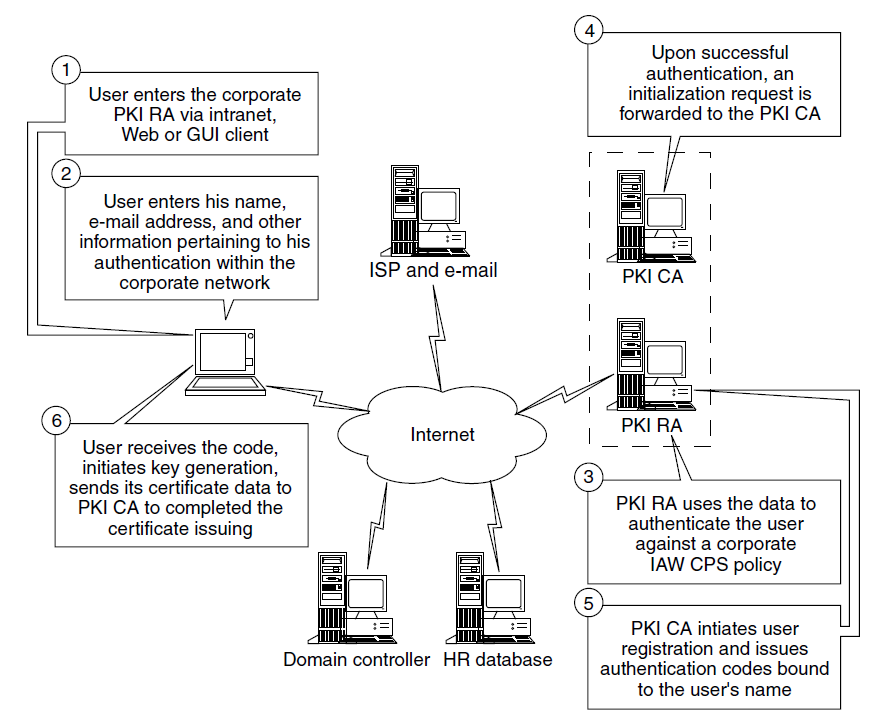 1
User enters the corporate
PKI RA via intranet,
Web or GUI client
2
User enters his name,
e-mail address, and other
information pertaining to his
authentication within the
corporate network
ISP and e-mail
4
Upon successful
authentication, an
initialization request is
forwarded to the PKI CA
PKI CA
PKI RA
Internet
6
User receives the code,
initiates key generation,
sends its certificate data to
PKI CA to completed the
certificate issuing
3
PKI RA uses the data to
authenticate the user
against a corporate
IAW CPS policy
Domain controller
HR database
5
PKI CA intiates user
registration and issues
authentication codes bound
to the user's name